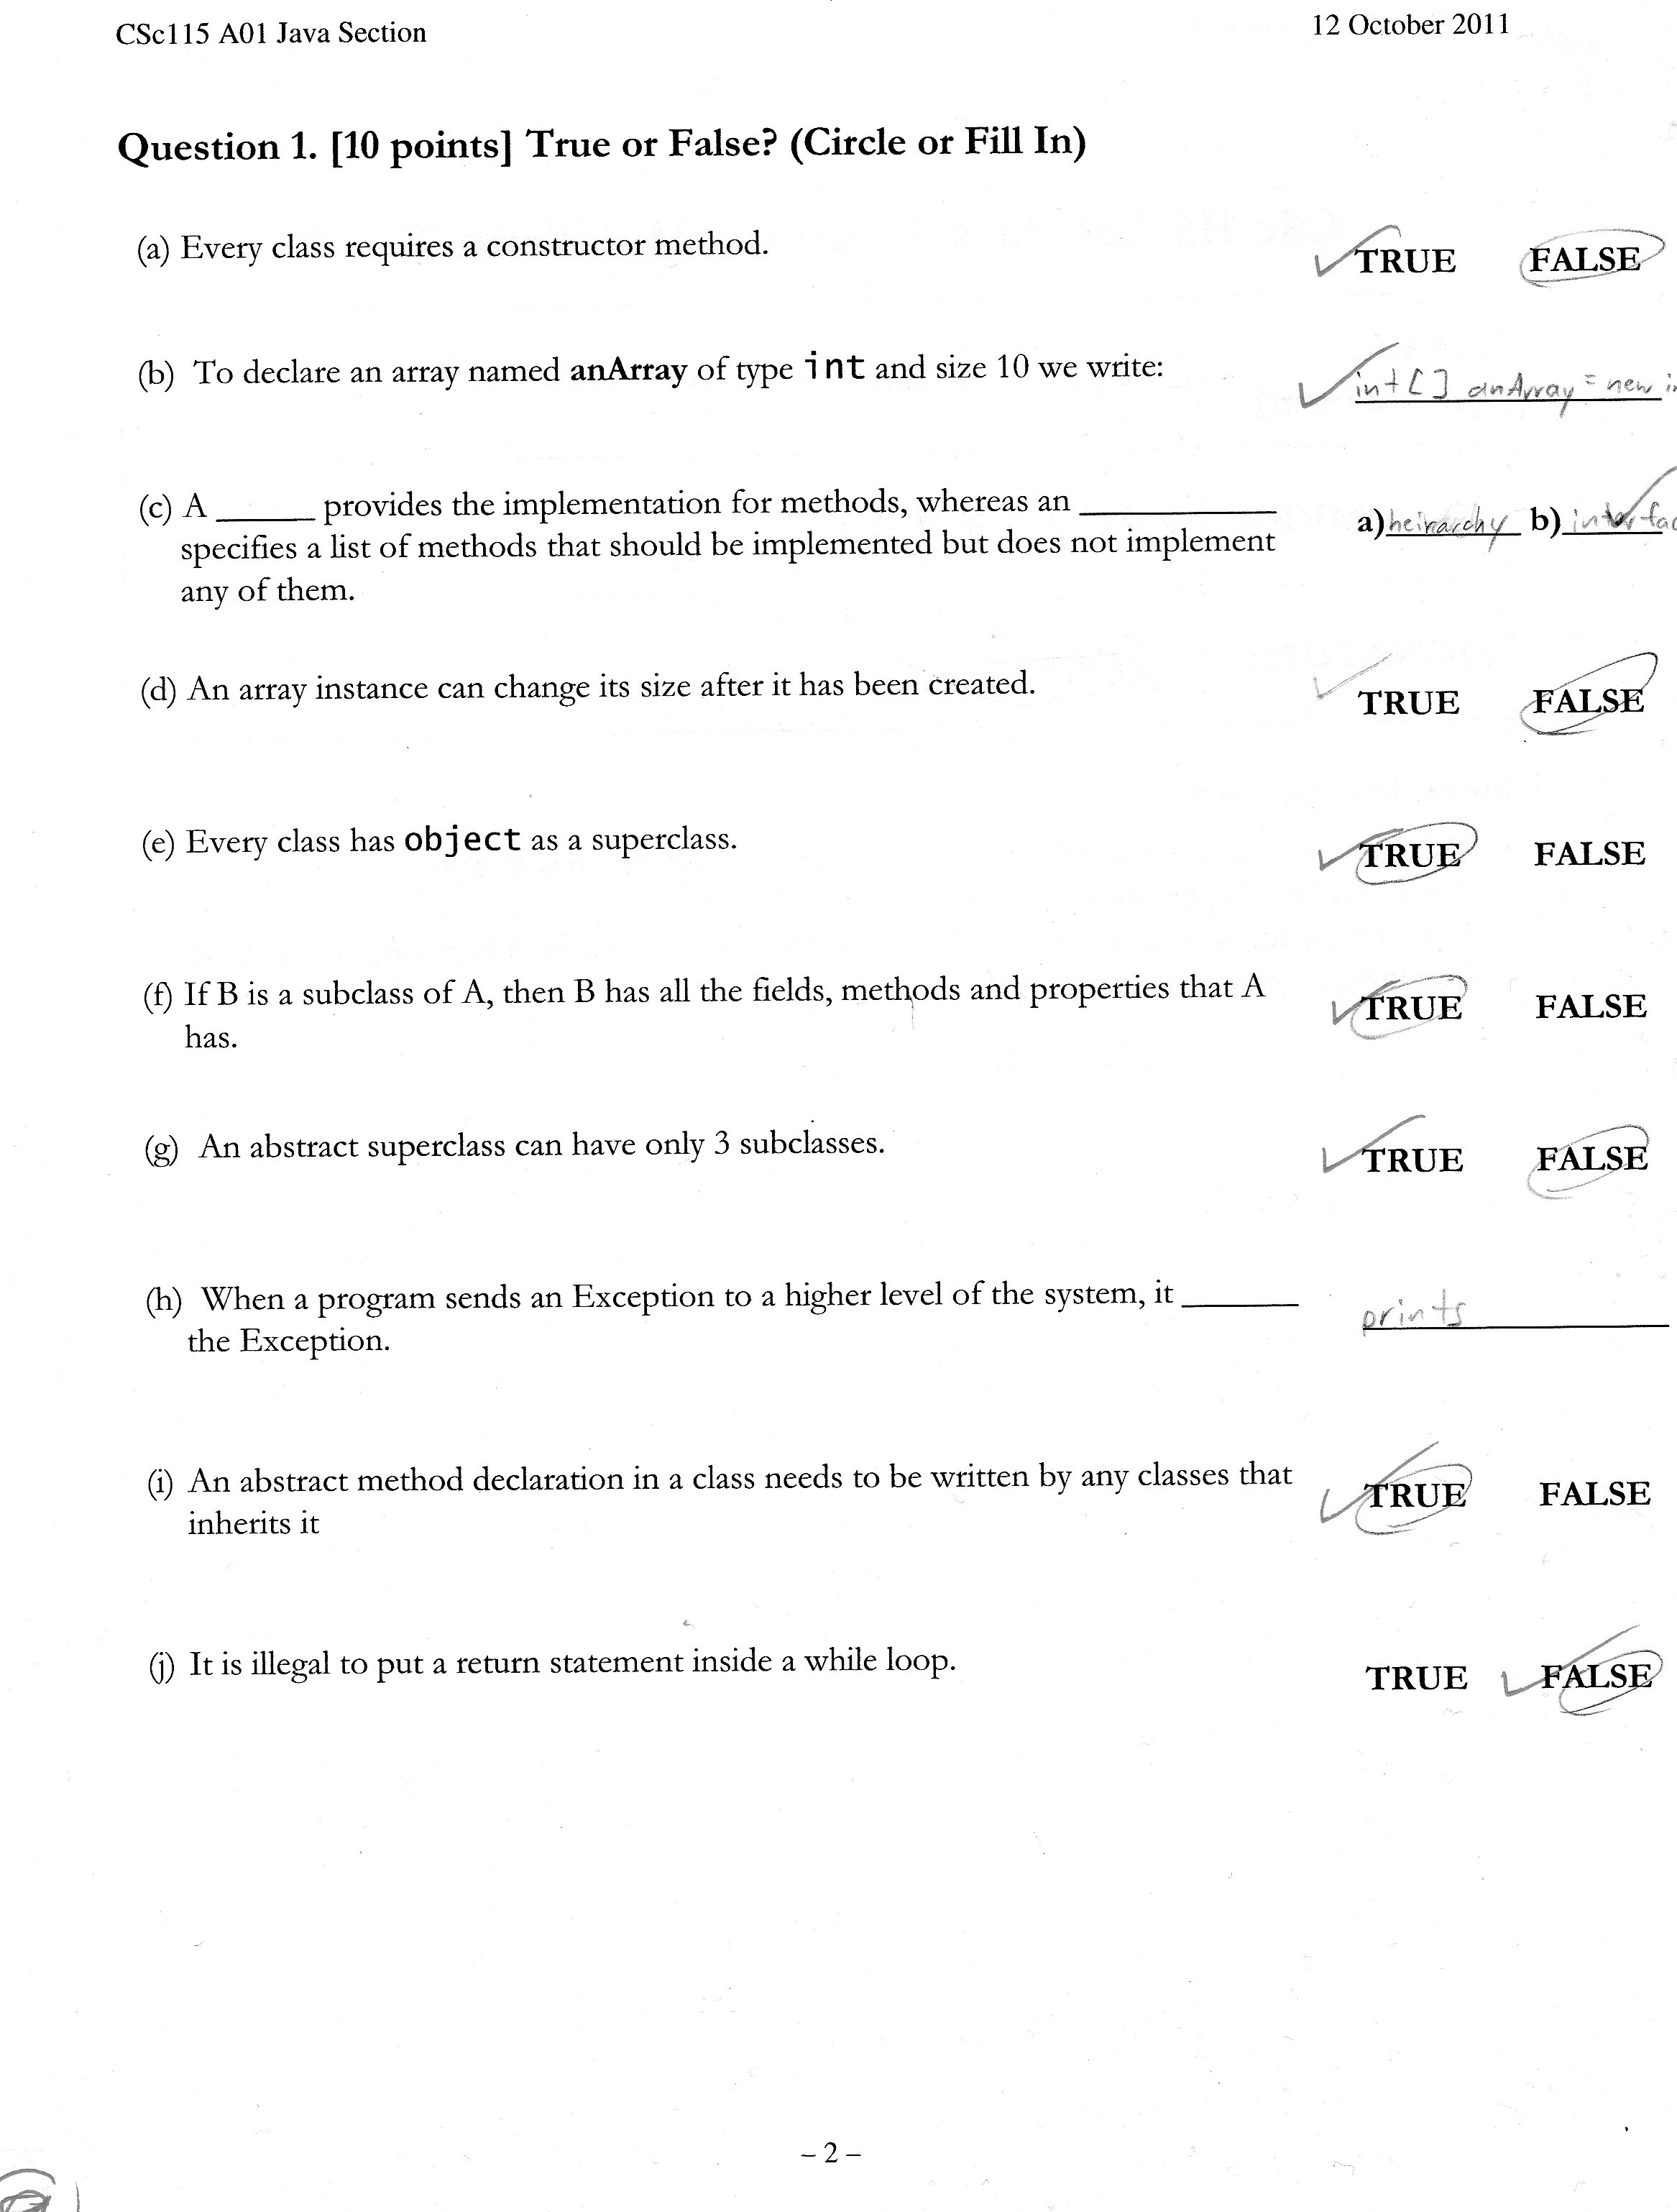 CSc115 A01 Java Section 12 October 2011
Question 1. [10 points] True or False? (Circle or Fill In)
(a) Every class requires a constructor method. TRUE FALSE
(b) To declare an array named anArray of type int and size 10 we write: int[] anArray = new
(c) A ______ provides the implementation for methods, whereas an ____________ a) heirarchy b) interfac
specifies a list of methods that should be implemented but does not implement
any of them.
(d) An array instance can change its size after it has been created. TRUE FALSE
(e) Every class has object as a superclass. TRUE FALSE
(f) If B is a subclass of A, then B has all the fields, methods and properties that A TRUE FALSE
has.
(g) An abstract superclass can have only 3 subclasses. TRUE FALSE
(h) When a program sends an Exception to a higher level of the system, it _______ prints
the Exception.
(i) An abstract method declaration in a class needs to be written by any classes that TRUE FALSE
inherits it
(j) It is illegal to put a return statement inside a while loop. TRUE FALSE
– 2 –